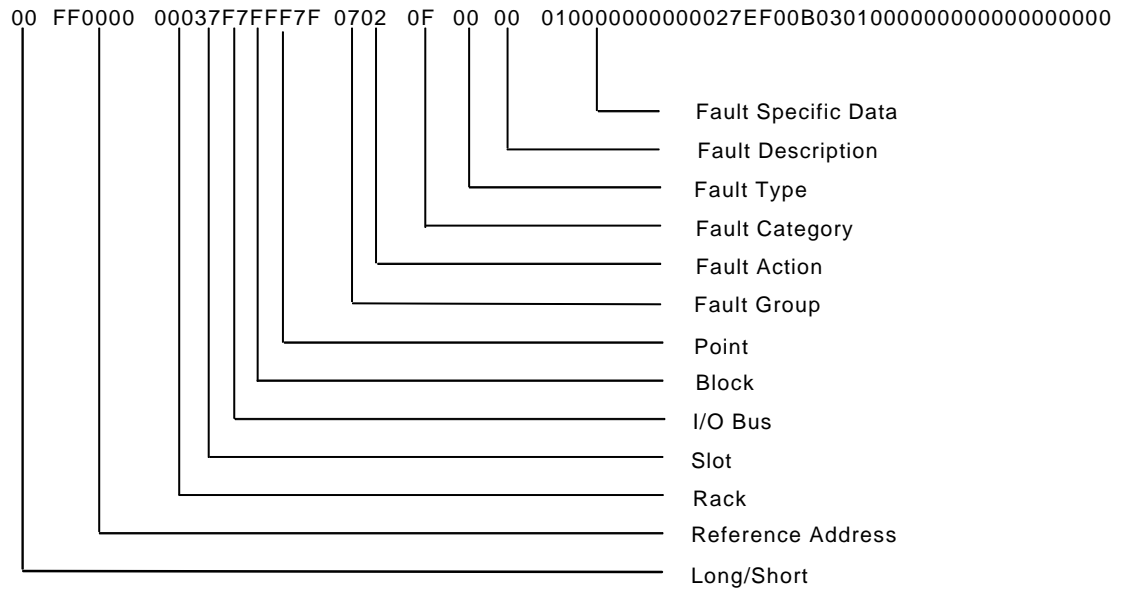 00 FF0000 00037F7FFF7F 0702 0F 00 00 010000000000027EF00B0301000000000000000000
Fault Specific Data
Fault Description
Fault Type
Fault Category
Fault Action
Fault Group
Point
Block
I/O Bus
Slot
Rack
Reference Address
Long/Short